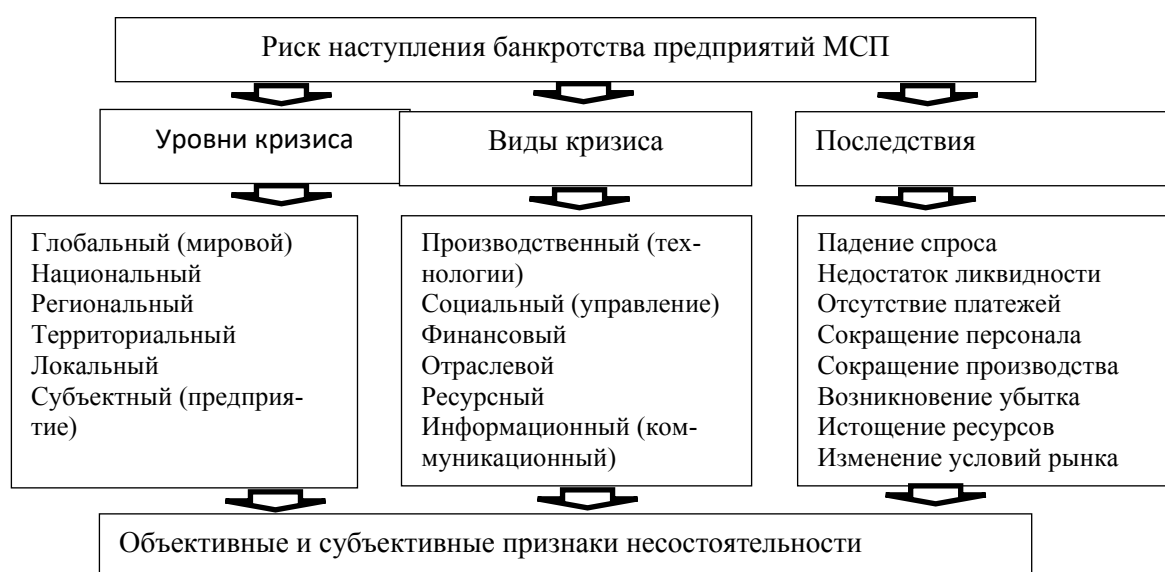 Риск наступления банкротства предприятий МСП
Уровни кризиса
Виды кризиса
Последствия
Глобальный (мировой)
Национальный
Региональный
Территориальный
Локальный
Субъектный (предприя-
тие)
Производственный (тех-
нологии)
Социальный (управление)
Финансовый
Отраслевой
Ресурсный
Информационный (ком-
муникационный)
Падение спроса
Недостаток ликвидности
Отсутствие платежей
Сокращение персонала
Сокращение производства
Возникновение убытка
Истощение ресурсов
Изменение условий рынка
Объективные и субъективные признаки несостоятельности